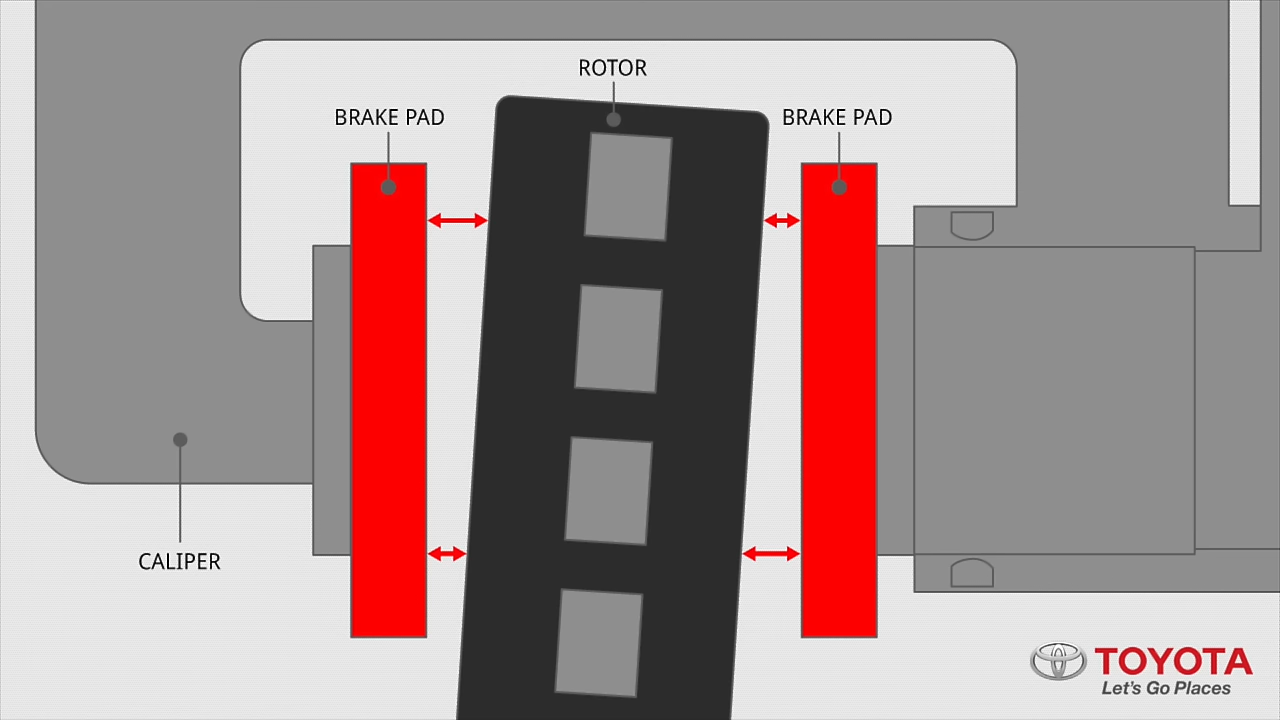 ROTOR
BRAKE PAD
BRAKE PAD
CALIPER
TOYOTA
Let's Go Places